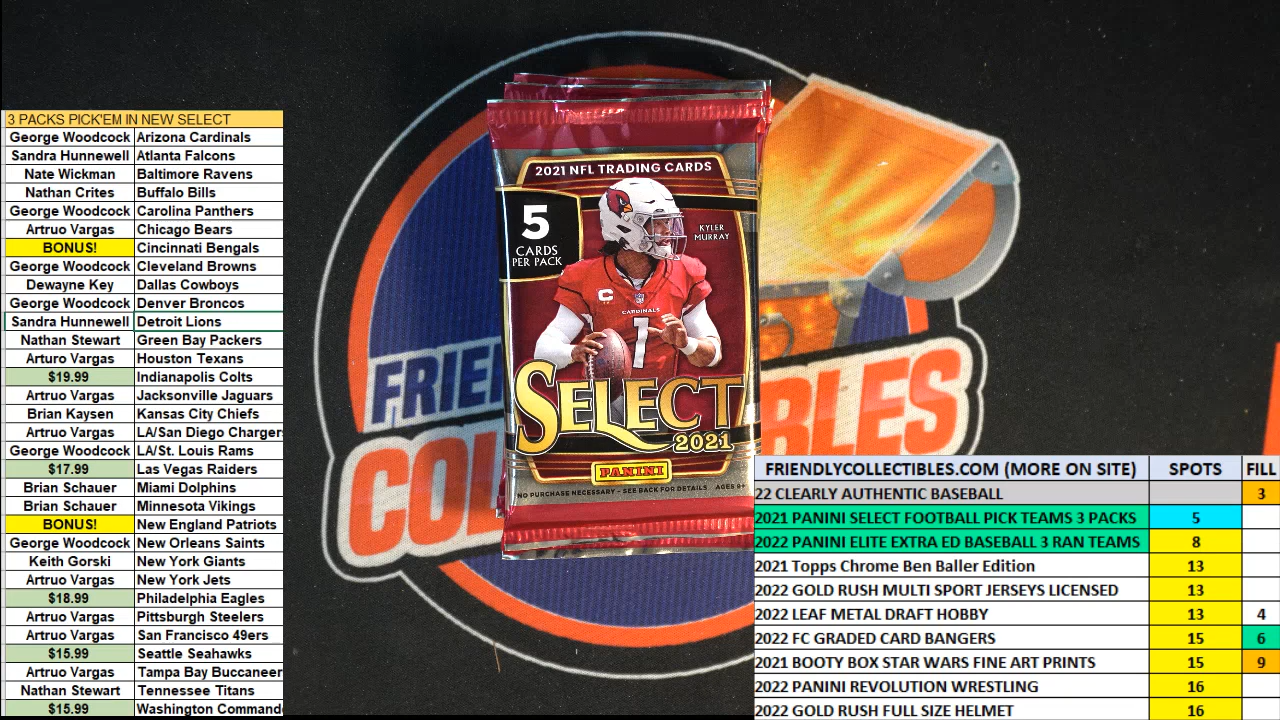 3 PACKS PICK'EM IN NEW SELECT
George Woodcock Arizona Cardinals
Sandra Hunnewell Atlanta Falcons
Nate Wickman Baltimore Ravens
Nathan Crites Buffalo Bills
George Woodcock Carolina Panthers
Artruo Vargas Chicago Bears
BONUS! Cincinnati Bengals
George Woodcock Cleveland Browns
Dewayne Key Dallas Cowboys
George Woodcock Denver Broncos
Sandra Hunnewell Detroit Lions
Nathan Stewart Green Bay Packers
Arturo Vargas Houston Texans
$19.99 Indianapolis Colts
Artruo Vargas Jacksonville Jaguars
Brian Kaysen Kansas City Chiefs
Artruo Vargas LA/San Diego Charger
George Woodcock LA/St. Louis Rams
$17.99 Las Vegas Raiders
Brian Schauer Miami Dolphins
Brian Schauer Minnesota Vikings
BONUS! New England Patriots
George Woodcock New Orleans Saints
Keith Gorski New York Giants
Artruo Vargas New York Jets
$18.99 Philadelphia Eagles
Artruo Vargas Pittsburgh Steelers
Artruo Vargas San Francisco 49ers
$15.99 Seattle Seahawks
Artruo Vargas Tampa Bay Buccaneer
Nathan Stewart Tennessee Titans
$15.99 Washington Command
2021 NFL TRADING CARDS
5
CARDS
PER PACK
KYLER
MURRAY
C
CARDINALS
1
SELECT
2021
PANINI
NO PURCHASE NECESSARY - SEE BACK FOR DETAILS AGES 8+
FRIE
COL BLES
FRIENDLYCOLLECTIBLES.COM (MORE ON SITE) SPOTS FILL
22 CLEARLY AUTHENTIC BASEBALL 3
2021 PANINI SELECT FOOTBALL PICK TEAMS 3 PACKS 5
2022 PANINI ELITE EXTRA ED BASEBALL 3 RAN TEAMS 8
2021 Topps Chrome Ben Baller Edition 13
2022 GOLD RUSH MULTI SPORT JERSEYS LICENSED 13
2022 LEAF METAL DRAFT HOBBY 13 4
2022 FC GRADED CARD BANGERS 15 6
2021 BOOTY BOX STAR WARS FINE ART PRINTS 15 9
2022 PANINI REVOLUTION WRESTLING 16
2022 GOLD RUSH FULL SIZE HELMET 16